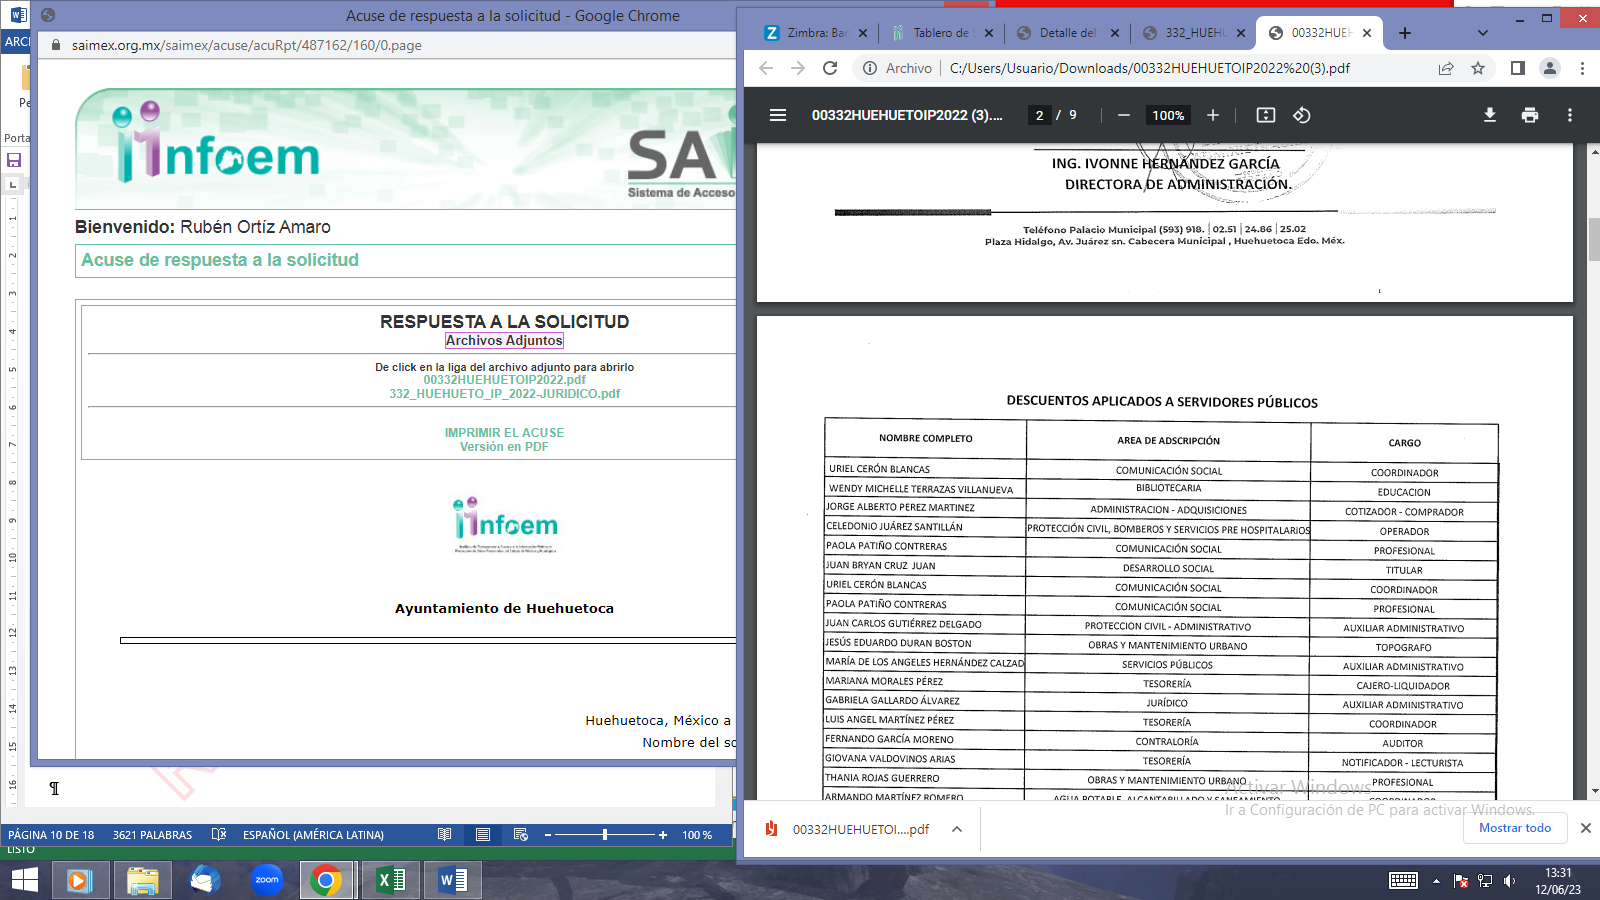 Acuse de respuesta a la solicitud - Google Chrome
saimex.org.mx/saimex/acuse/acuRpt/487162/160/0.page
ARC
Pe
Porta
infoem
SA
Sistema de Acceso
Bienvenido: Rubén Ortíz Amaro
Acuse de respuesta a la solicitud
RESPUESTA A LA SOLICITUD
Archivos Adjuntos
De click en la liga del archivo adjunto para abrirlo
00332HUEHUETOIP2022.pdf
332_HUEHUETO_IP_2022-JURIDICO.pdf
IMPRIMIR EL ACUSE
Versión en PDF
infoem
Ayuntamiento de Huehuetoca
Huehuetoca, México a
Nombre del so
¶
PÁGINA 10 DE 18 3621 PALABRAS ESPAÑOL (AMÉRICA LATINA) 100 %
LISTO
Zimbra: Ban
Tablero de S
Detalle del S
332_HUEHU
00332HUEH
Archivo C:/Users/Usuario/Downloads/00332HUEHUETOIP2022%20(3).pdf
00332HUEHUETOIP2022 (3).... 2 / 9 100%
ING. IVONNE HERNÁNDEZ GARCÍA
DIRECTORA DE ADMINISTRACIÓN.
Teléfono Palacio Municipal (593) 918. | 02.51 | 24.86 | 25.02
Plaza Hidalgo, Av. Juárez sn. Cabecera Municipal , Huehuetoca Edo. Méx.
DESCUENTOS APLICADOS A SERVIDORES PÚBLICOS
NOMBRE COMPLETO AREA DE ADSCRIPCIÓN CARGO
URIEL CERÓN BLANCAS COMUNICACIÓN SOCIAL COORDINADOR
WENDY MICHELLE TERRAZAS VILLANUEVA BIBLIOTECARIA EDUCACION
JORGE ALBERTO PEREZ MARTINEZ ADMINISTRACION - ADQUISICIONES COTIZADOR - COMPRADOR
CELEDONIO JUÁREZ SANTILLÁN PROTECCIÓN CIVIL, BOMBEROS Y SERVICIOS PRE HOSPITALARIOS OPERADOR
PAOLA PATIÑO CONTRERAS COMUNICACIÓN SOCIAL PROFESIONAL
JUAN BRYAN CRUZ JUAN DESARROLLO SOCIAL TITULAR
URIEL CERÓN BLANCAS COMUNICACIÓN SOCIAL COORDINADOR
PAOLA PATIÑO CONTRERAS COMUNICACIÓN SOCIAL PROFESIONAL
JUAN CARLOS GUTIÉRREZ DELGADO PROTECCION CIVIL - ADMINISTRATIVO AUXILIAR ADMINISTRATIVO
JESÚS EDUARDO DURAN BOSTON OBRAS Y MANTENIMIENTO URBANO TOPOGRAFO
MARÍA DE LOS ANGELES HERNÁNDEZ CALZAD SERVICIOS PÚBLICOS AUXILIAR ADMINISTRATIVO
MARIANA MORALES PÉREZ TESORERÍA CAJERO-LIQUIDADOR
GABRIELA GALLARDO ÁLVAREZ JURÍDICO AUXILIAR ADMINISTRATIVO
LUIS ANGEL MARTÍNEZ PÉREZ TESORERÍA COORDINADOR
FERNANDO GARCÍA MORENO CONTRALORÍA AUDITOR
GIOVANA VALDOVINOS ARIAS TESORERÍA NOTIFICADOR - LECTURISTA
THANIA ROJAS GUERRERO OBRAS Y MANTENIMIENTO URBANO PROFESIONAL
ARMANDO MARTÍNEZ ROMERO AGUA POTABLE, ALCANTARILLADO Y SANEAMIENTO COORDINADOR
Activar Windows
Ir a Configuración de PC para activar Windows.
00332HUEHUETOI....pdf
Mostrar todo
zoom
13:31
12/06/23